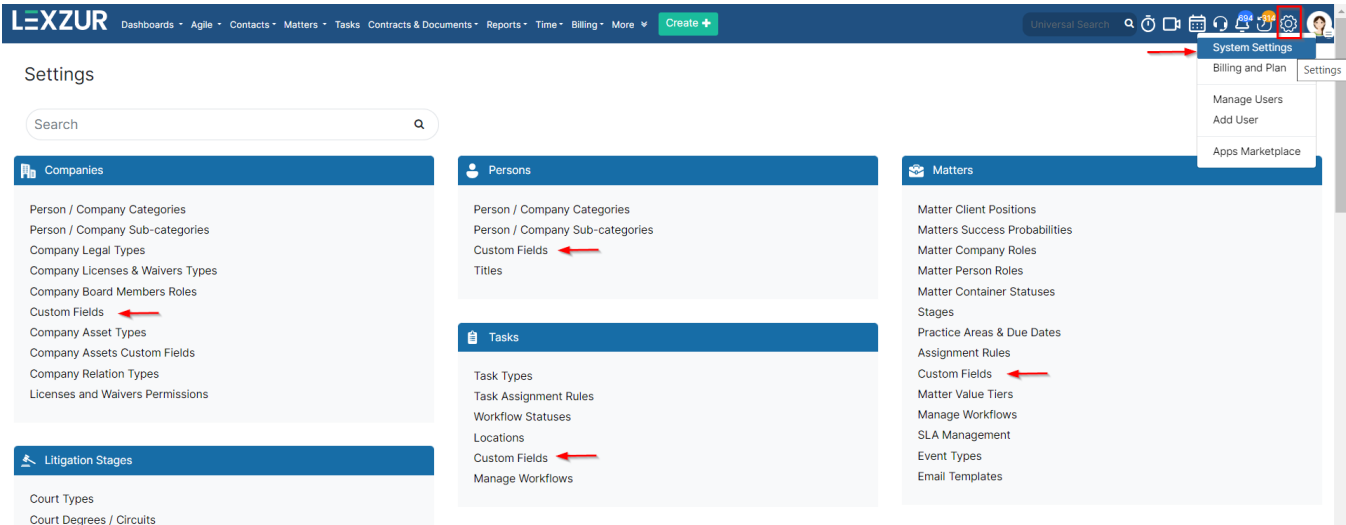 LEXZUR Dashboards Agile Contacts Matters Tasks Contracts & Documents Reports Time Billing More Create + Universal Search 694 314
System Settings
Billing and Plan
Settings
Manage Users
Add User
Apps Marketplace
Settings
Search
Companies
Person / Company Categories
Person / Company Sub-categories
Company Legal Types
Company Licenses & Waivers Types
Company Board Members Roles
Custom Fields
Company Asset Types
Company Assets Custom Fields
Company Relation Types
Licenses and Waivers Permissions
Litigation Stages
Court Types
Court Degrees / Circuits
Persons
Person / Company Categories
Person / Company Sub-categories
Custom Fields
Titles
Tasks
Task Types
Task Assignment Rules
Workflow Statuses
Locations
Custom Fields
Manage Workflows
Matters
Matter Client Positions
Matters Success Probabilities
Matter Company Roles
Matter Person Roles
Matter Container Statuses
Stages
Practice Areas & Due Dates
Assignment Rules
Custom Fields
Matter Value Tiers
Manage Workflows
SLA Management
Event Types
Email Templates